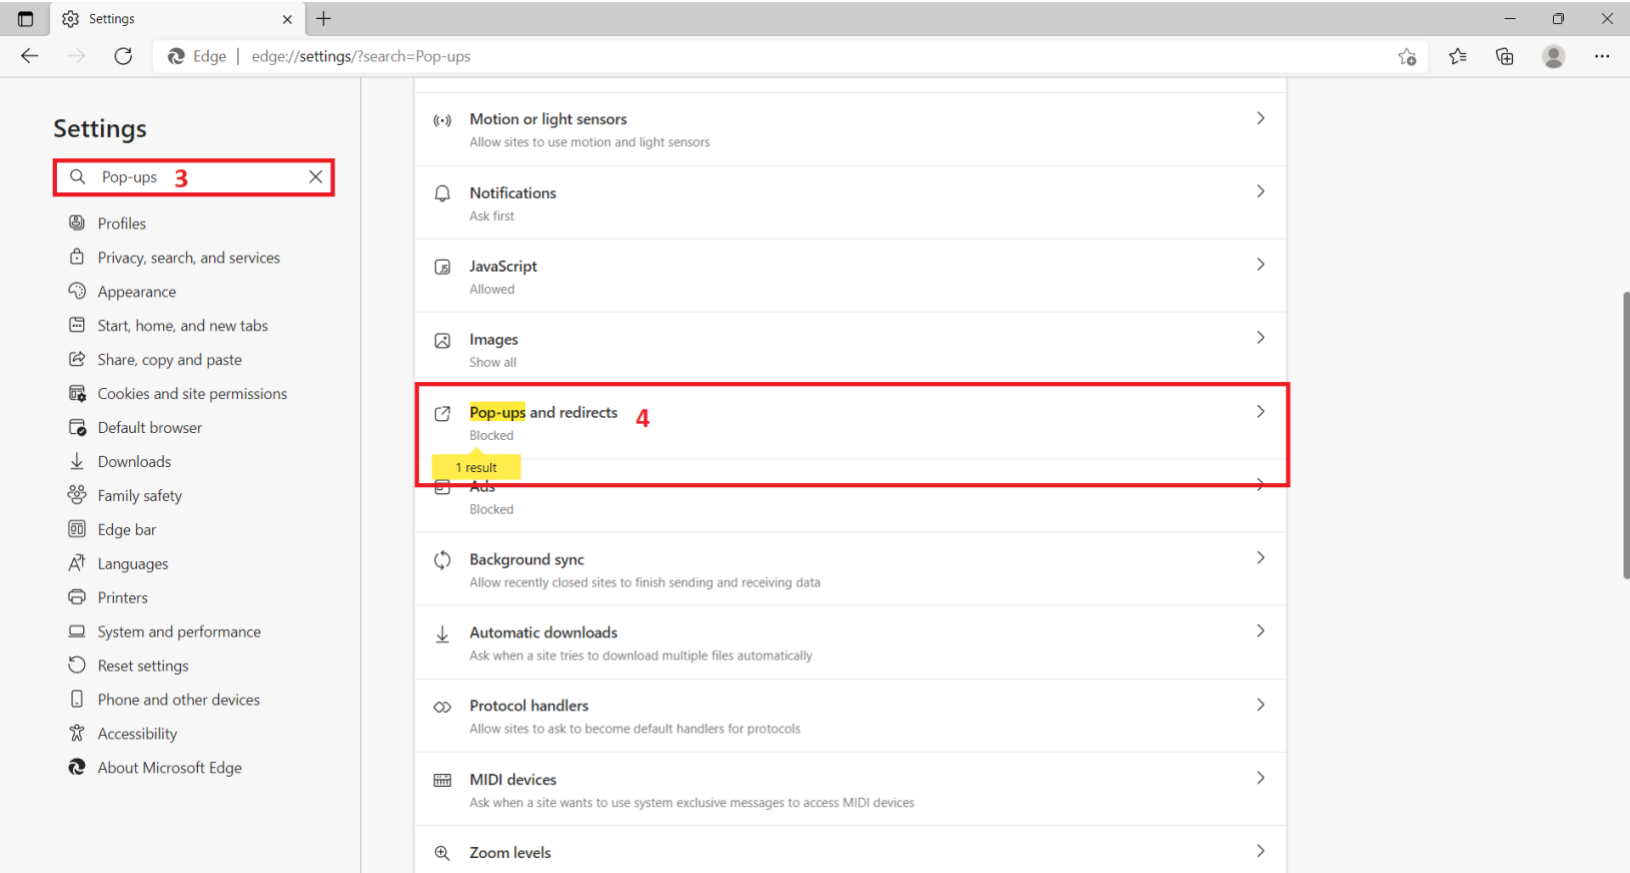 Settings
Edge | edge://settings/?search=Pop-ups
Settings
Pop-ups 3
Profiles
Privacy, search, and services
Appearance
Start, home, and new tabs
Share, copy and paste
Cookies and site permissions
Default browser
Downloads
Family safety
Edge bar
Languages
Printers
System and performance
Reset settings
Phone and other devices
Accessibility
About Microsoft Edge
Motion or light sensors
Allow sites to use motion and light sensors
Notifications
Ask first
JavaScript
Allowed
Images
Show all
Pop-ups and redirects 4
Blocked
1 result
Ads
Blocked
Background sync
Allow recently closed sites to finish sending and receiving data
Automatic downloads
Ask when a site tries to download multiple files automatically
Protocol handlers
Allow sites to ask to become default handlers for protocols
MIDI devices
Ask when a site wants to use system exclusive messages to access MIDI devices
Zoom levels